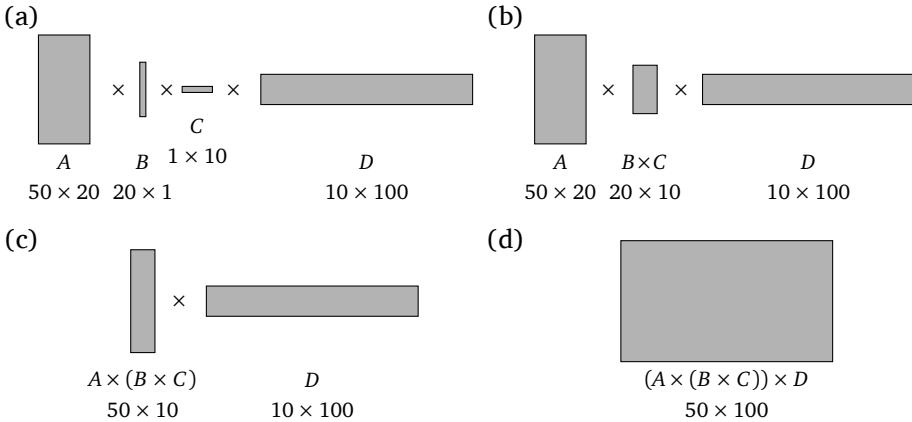 (a)
× × ×
A B C D
50 × 20 20 × 1 1 × 10 10 × 100
(b)
× ×
A B×C D
50 × 20 20 × 10 10 × 100
(c)
×
A × (B × C) D
50 × 10 10 × 100
(d)
(A × (B × C)) × D
50 × 100